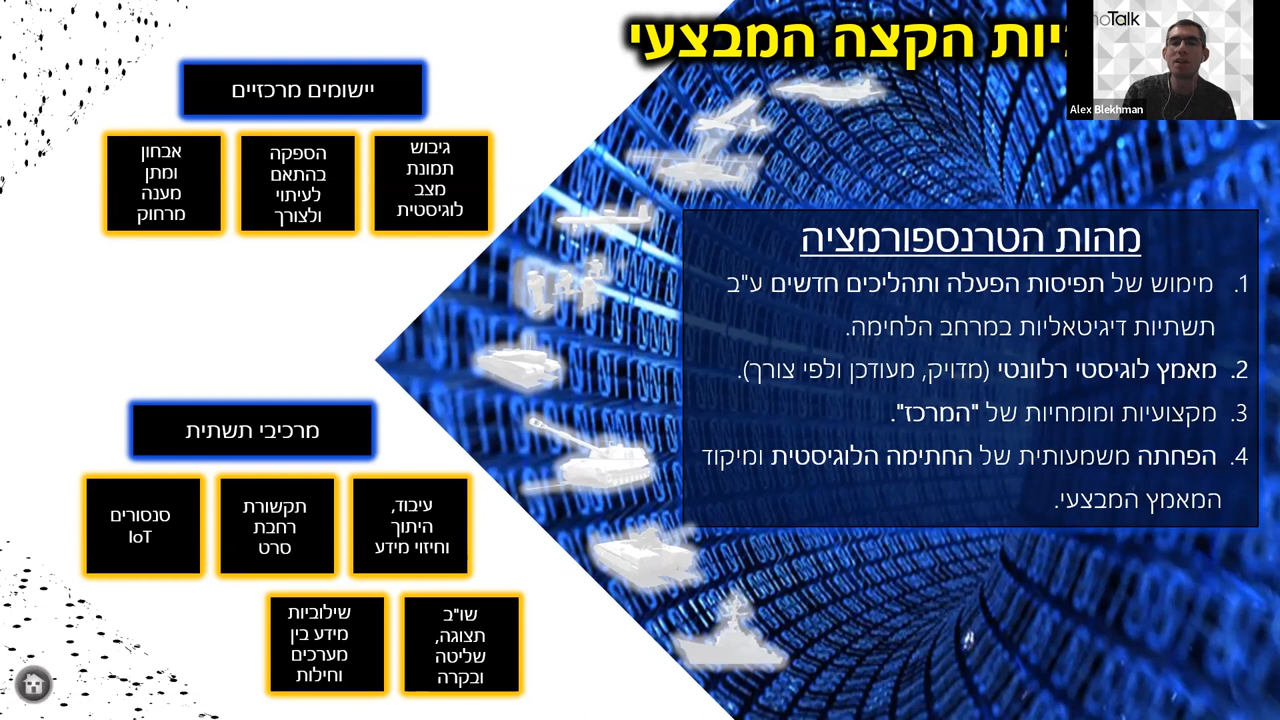 יות הקצה המבצעי
noTalk
Alex Blekhman
יישומים מרכזיים
גיבוש
תמונת
מצב
לוגיסטית
הספקה
בהתאם
לעיתוי
ולצורך
אבחון
ומתן
מענה
מרחוק
מהות הטרנספורמציה
1. מימוש של תפיסות הפעלה ותהליכים חדשים ע"ב
תשתיות דיגיטאליות במרחב הלחימה.
2. מאמץ לוגיסטי רלוונטי (מדויק, מעודכן ולפי צורך).
3. מקצועיות ומומחיות של "המרכז".
4. הפחתה משמעותית של החתימה הלוגיסטית ומיקוד
המאמץ המבצעי.
מרכיבי תשתית
עיבוד,
היתוך
וחיזוי מידע
תקשורת
רחבת
סרט
סנסורים
IoT
שו"ב
תצוגה,
שליטה
ובקרה
שילוביות
מידע בין
מערכים
וחילות